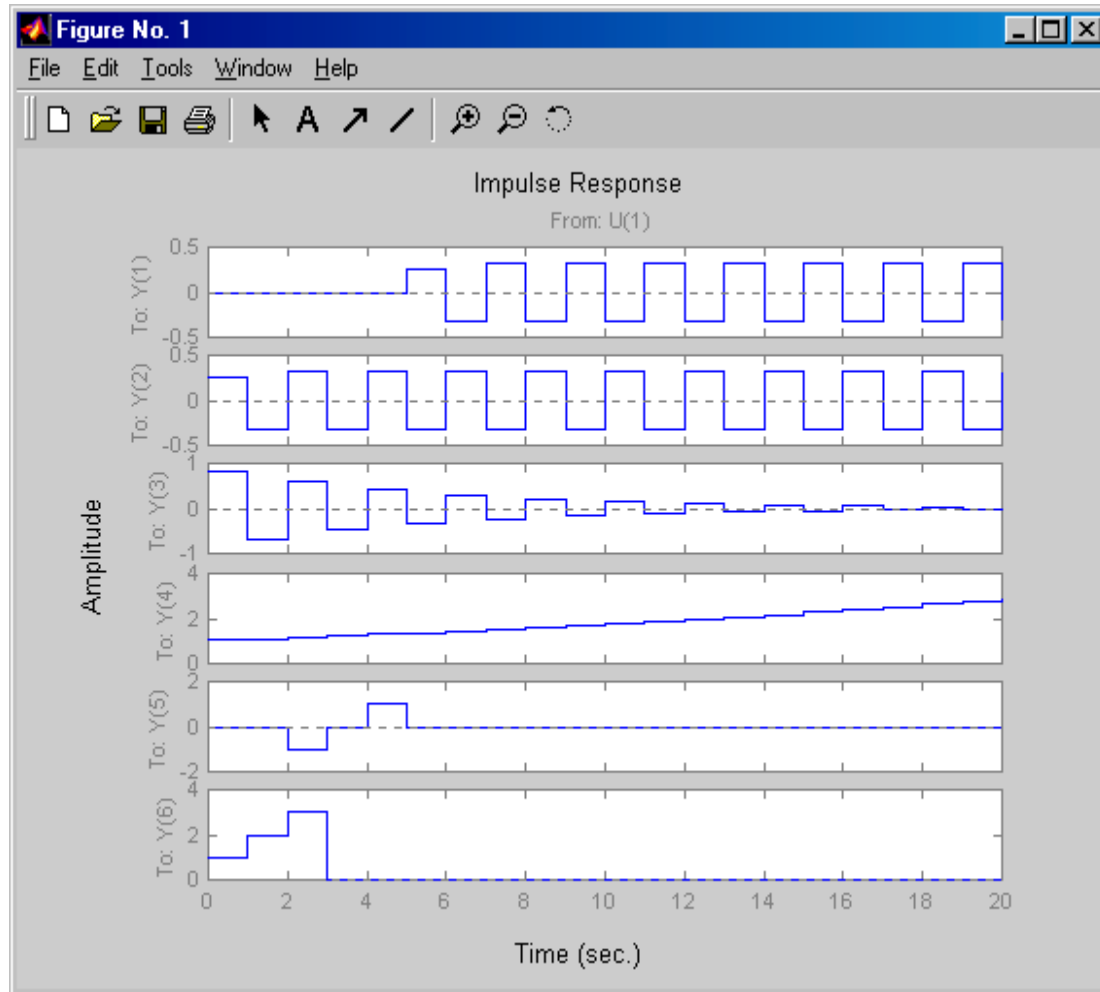 Figure No. 1
File Edit Tools Window Help
A
Impulse Response
From: U(1)
Amplitude
To: Y(1)
0.5
0
-0.5
To: Y(2)
0.5
0
-0.5
To: Y(3)
1
0
-1
To: Y(4)
4
2
0
To: Y(5)
2
0
-2
To: Y(6)
4
2
0
0 2 4 6 8 10 12 14 16 18 20
Time (sec.)